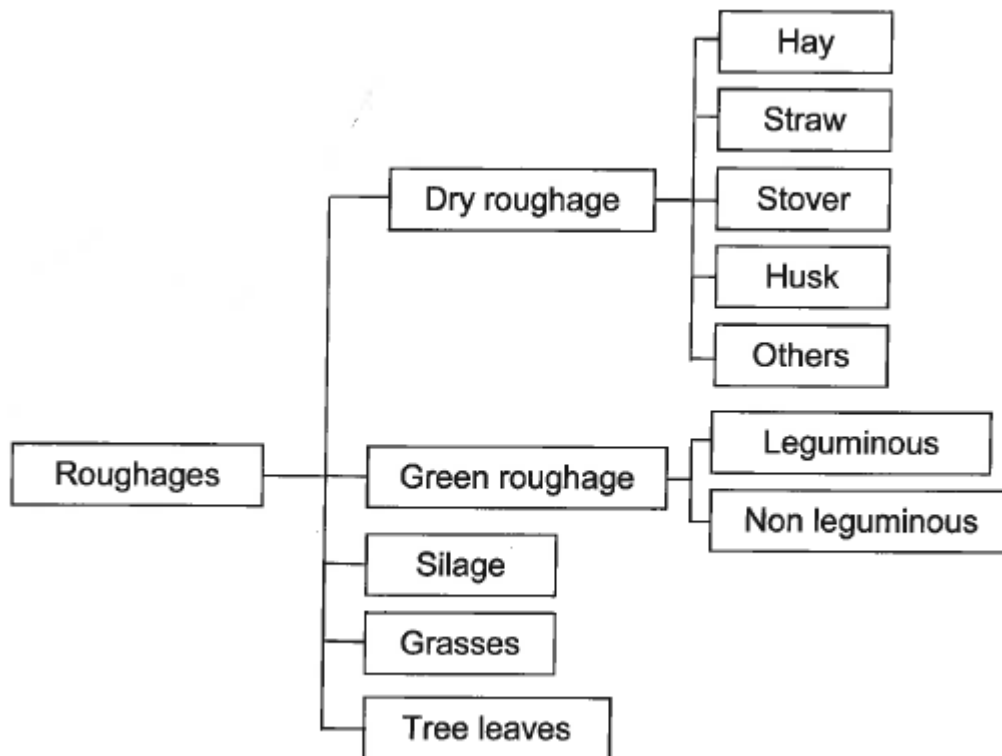 Hay
Straw
Dry roughage
Stover
Husk
Others
Roughages
Green roughage
Leguminous
Non leguminous
Silage
Grasses
Tree leaves